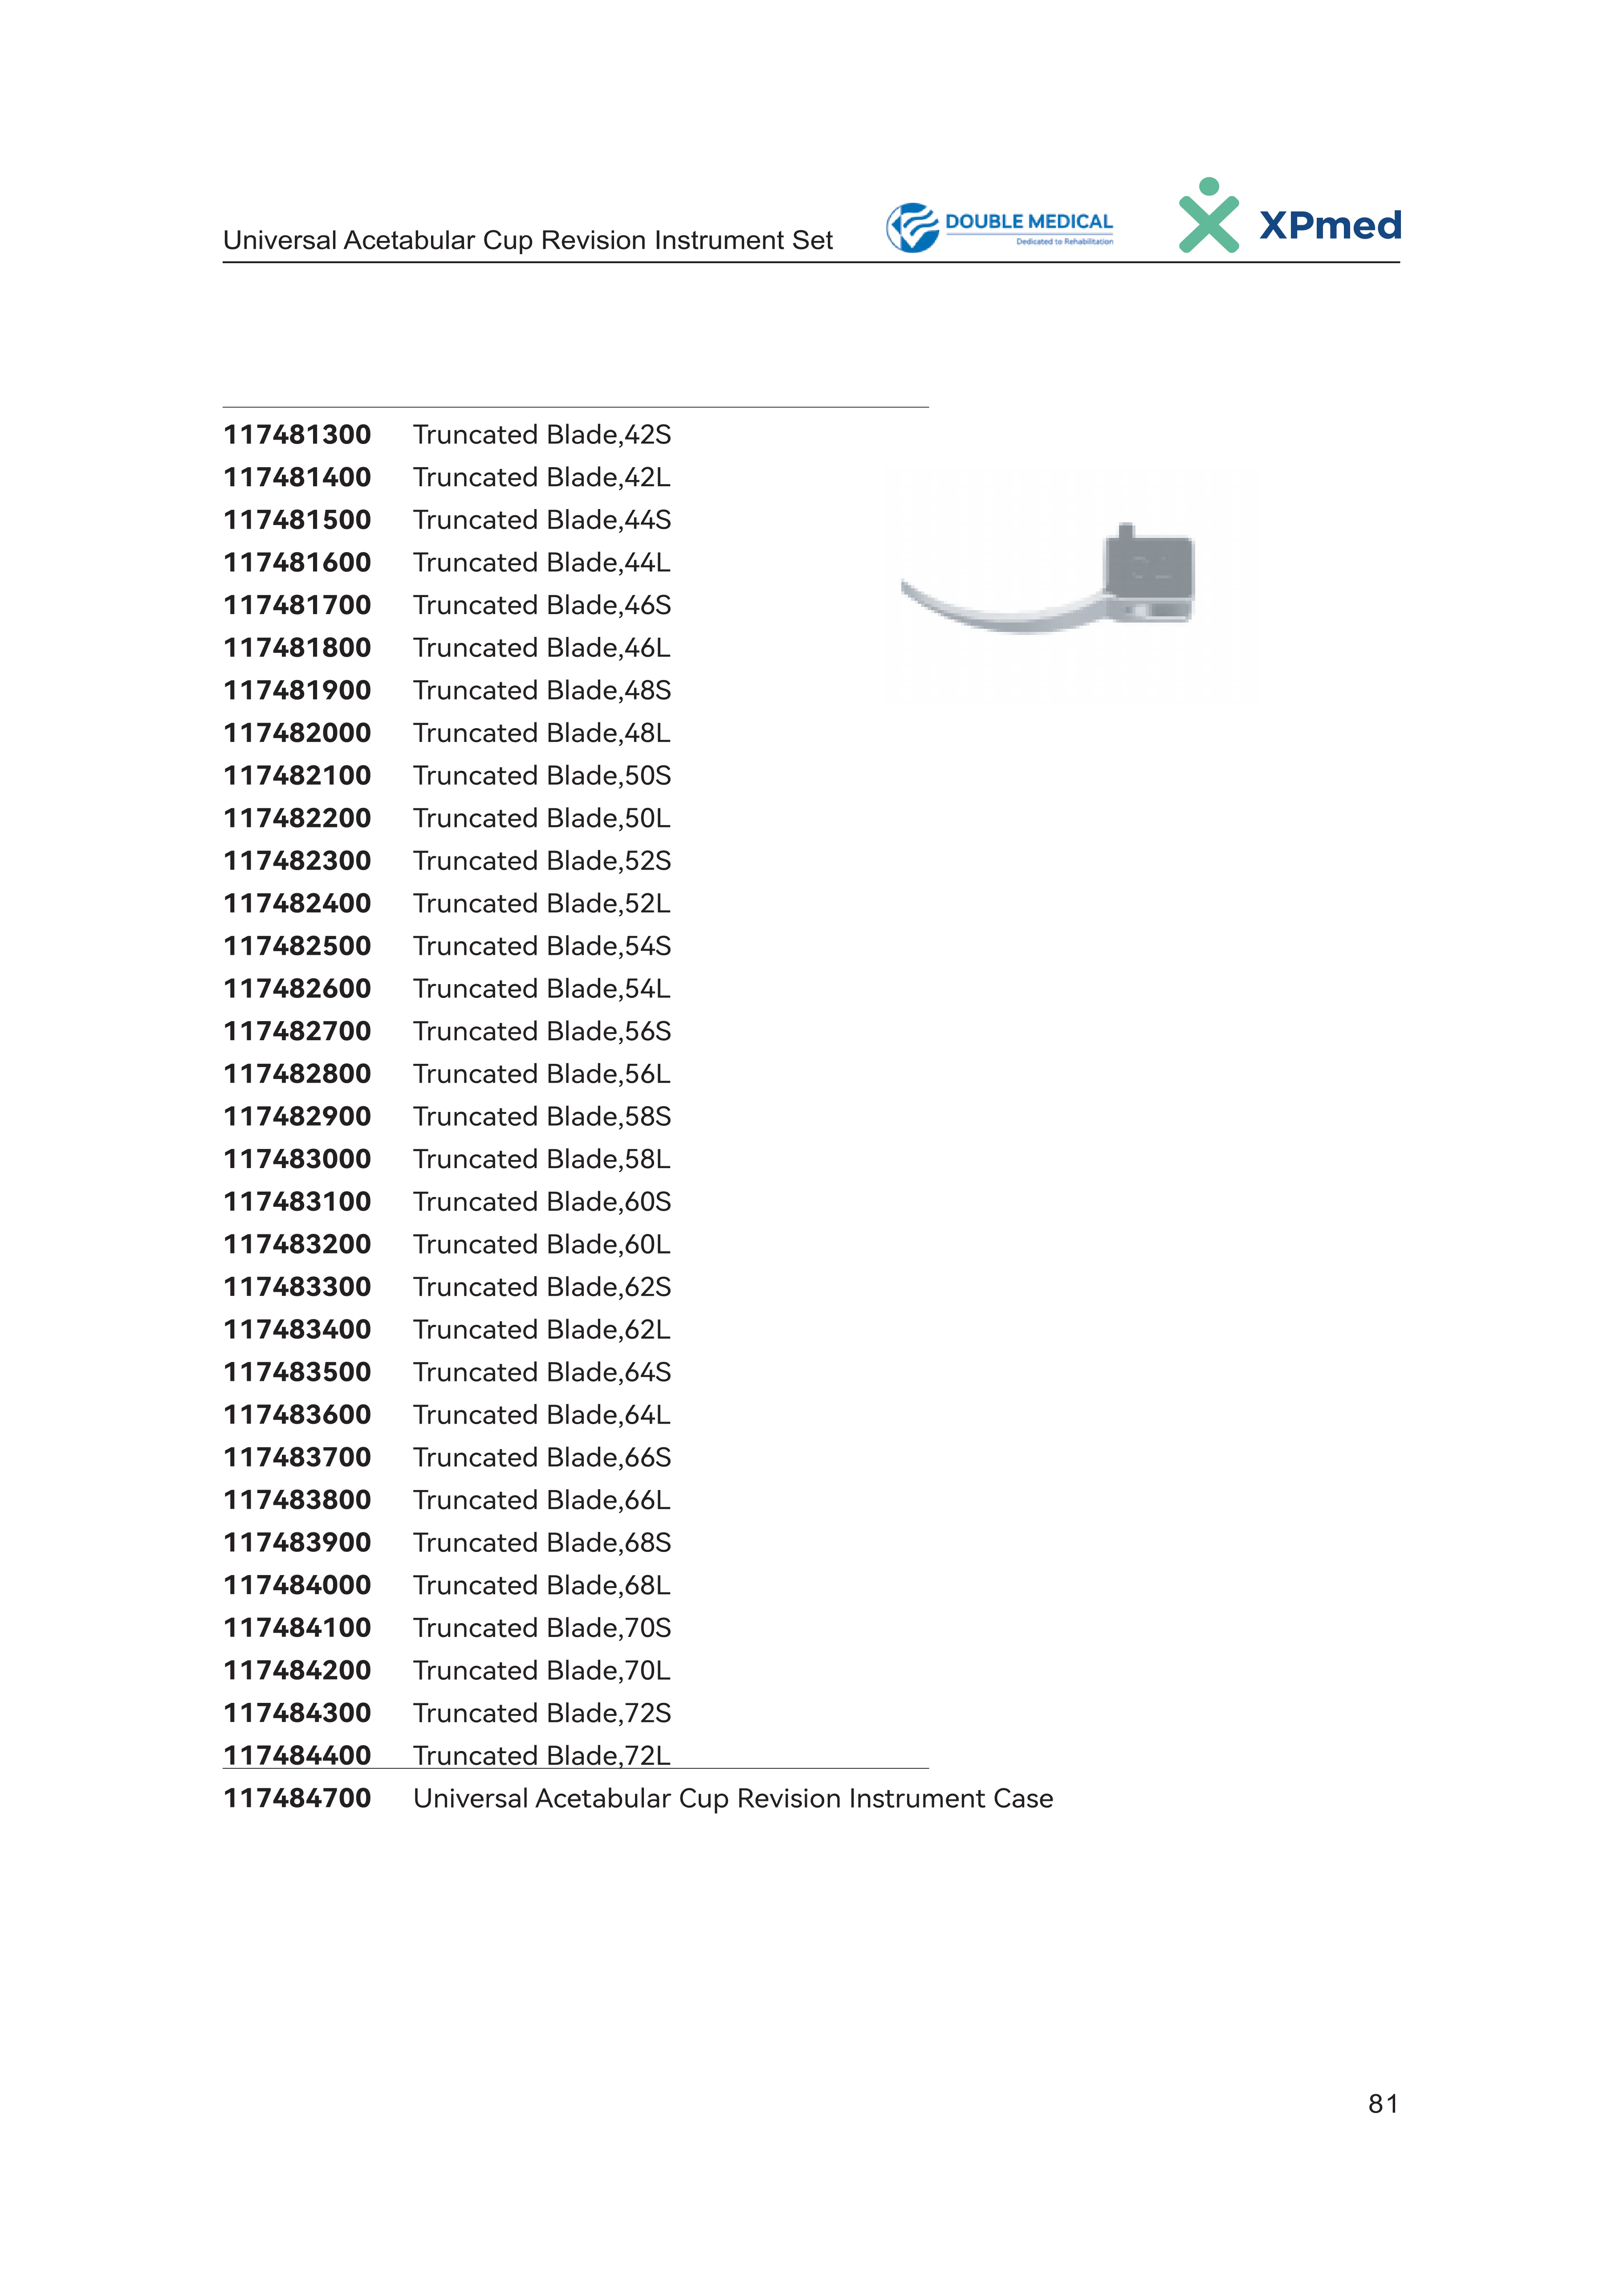 Universal Acetabular Cup Revision Instrument Set
DOUBLE MEDICAL
Dedicated to Rehabilitation
XPmed
117481300 Truncated Blade,42S
117481400 Truncated Blade,42L
117481500 Truncated Blade,44S
117481600 Truncated Blade,44L
117481700 Truncated Blade,46S
117481800 Truncated Blade,46L
117481900 Truncated Blade,48S
117482000 Truncated Blade,48L
117482100 Truncated Blade,50S
117482200 Truncated Blade,50L
117482300 Truncated Blade,52S
117482400 Truncated Blade,52L
117482500 Truncated Blade,54S
117482600 Truncated Blade,54L
117482700 Truncated Blade,56S
117482800 Truncated Blade,56L
117482900 Truncated Blade,58S
117483000 Truncated Blade,58L
117483100 Truncated Blade,60S
117483200 Truncated Blade,60L
117483300 Truncated Blade,62S
117483400 Truncated Blade,62L
117483500 Truncated Blade,64S
117483600 Truncated Blade,64L
117483700 Truncated Blade,66S
117483800 Truncated Blade,66L
117483900 Truncated Blade,68S
117484000 Truncated Blade,68L
117484100 Truncated Blade,70S
117484200 Truncated Blade,70L
117484300 Truncated Blade,72S
117484400 Truncated Blade,72L
117484700 Universal Acetabular Cup Revision Instrument Case
81